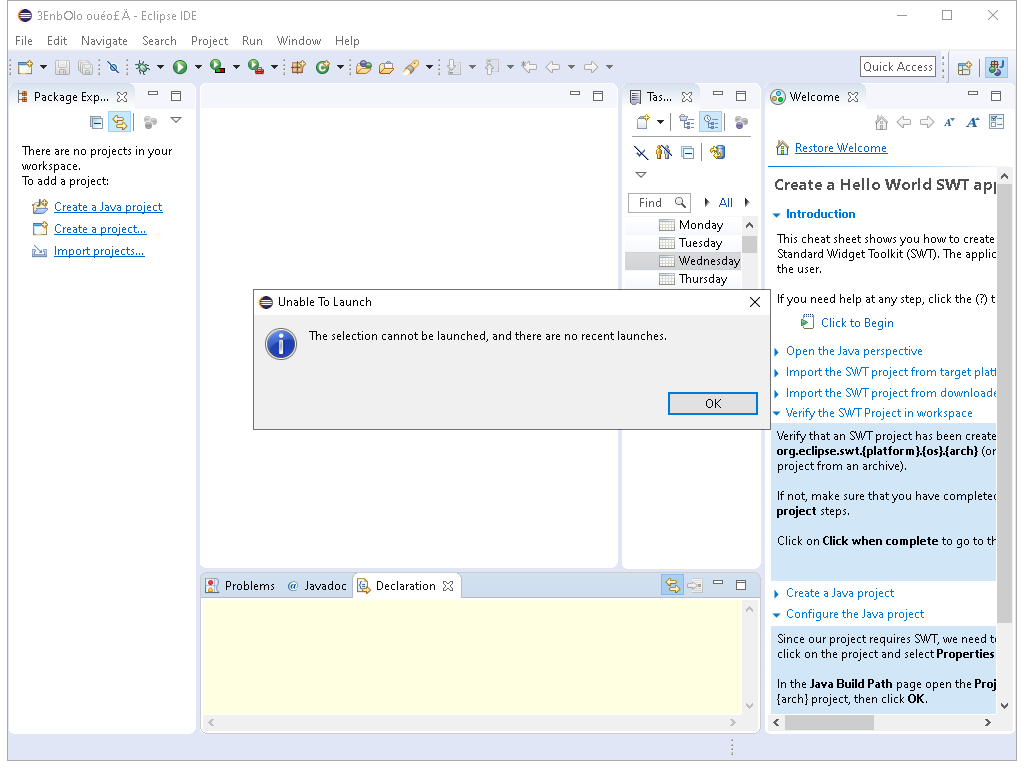 3EnbOlo ouéo£Ä - Eclipse IDE
File Edit Navigate Search Project Run Window Help
Quick Access
Package Exp...
There are no projects in your
workspace.
To add a project:
Create a Java project
Create a project...
Import projects...
Tas...
Find
All
Monday
Tuesday
Wednesday
Thursday
Welcome
Restore Welcome
Create a Hello World SWT app
Introduction
This cheat sheet shows you how to create
Standard Widget Toolkit (SWT). The applic
the user.
If you need help at any step, click the (?) t
Click to Begin
Open the Java perspective
Import the SWT project from target platf
Import the SWT project from downloade
Verify the SWT Project in workspace
Verify that an SWT project has been create
org.eclipse.swt.{platform}.{os}.{arch} (or
project from an archive).
If not, make sure that you have completed
project steps.
Click on Click when complete to go to th
Create a Java project
Configure the Java project
Since our project requires SWT, we need to
click on the project and select Properties
In the Java Build Path page open the Proj
{arch} project, then click OK.
Unable To Launch
The selection cannot be launched, and there are no recent launches.
OK
Problems @ Javadoc Declaration